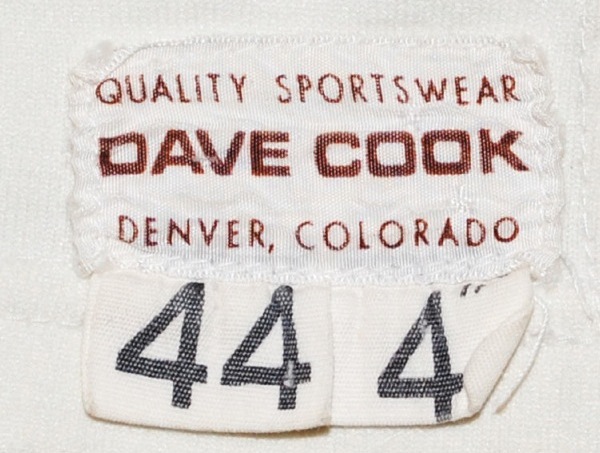 QUALITY SPORTSWEAR
DAVE COOK
DENVER, COLORADO
44 4"